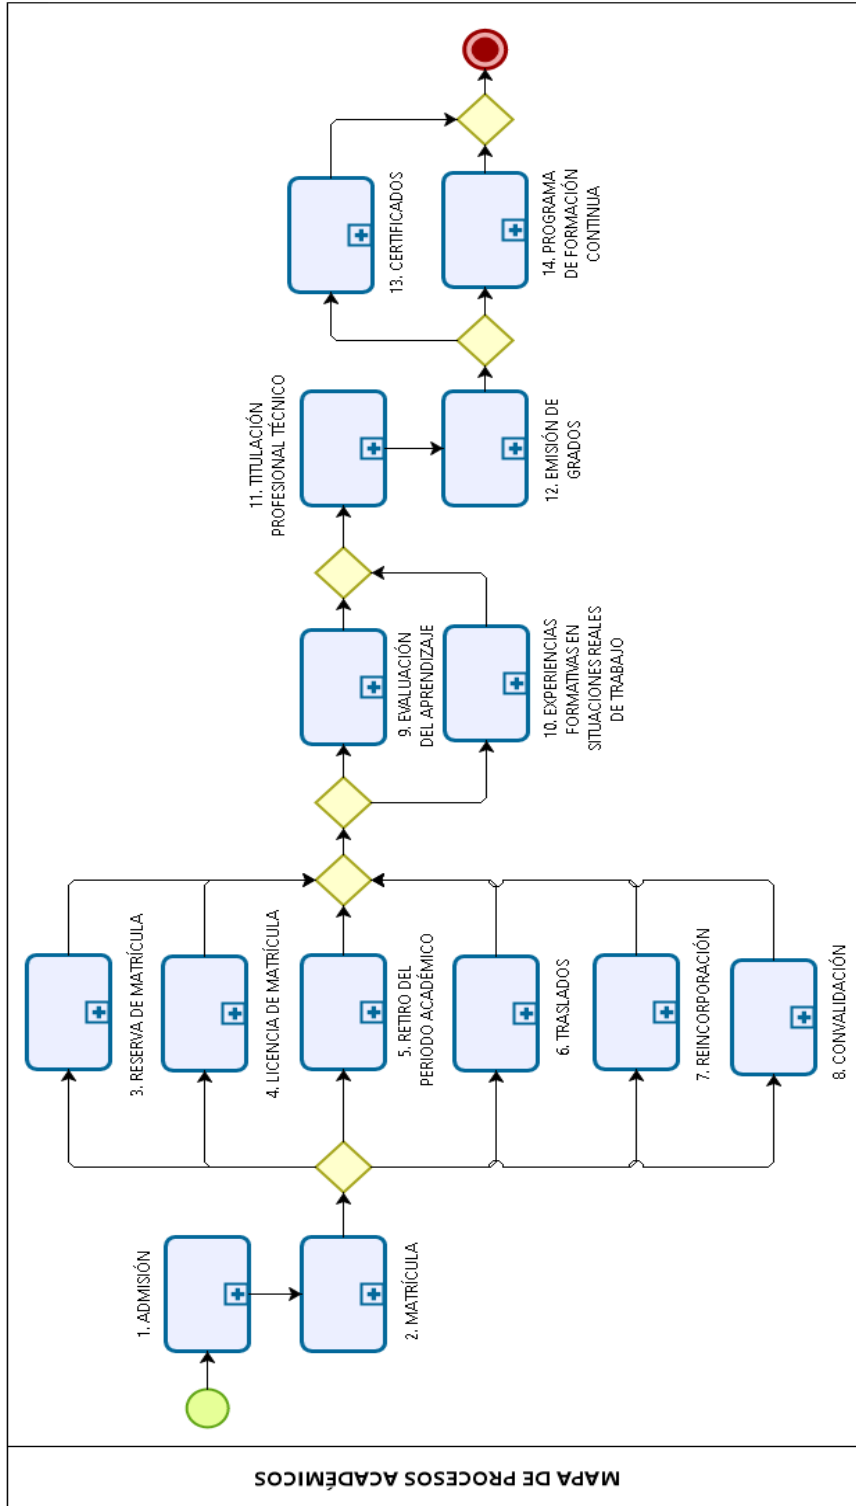 MAPA DE PROCESOS ACADÉMICOS
1. ADMISIÓN
2. MATRÍCULA
3. RESERVA DE MATRÍCULA
4. LICENCIA DE MATRÍCULA
5. RETIRO DEL
PERIODO ACADÉMICO
6. TRASLADOS
7. REINCORPORACIÓN
8. CONVALIDACIÓN
9. EVALUACIÓN
DEL APRENDIZAJE
10. EXPERIENCIAS
FORMATIVAS EN
SITUACIONES REALES
DE TRABAJO
11. TITULACIÓN
PROFESIONAL TÉCNICO
12. EMISIÓN DE
GRADOS
13. CERTIFICADOS
14. PROGRAMA
DE FORMACIÓN
CONTINUA